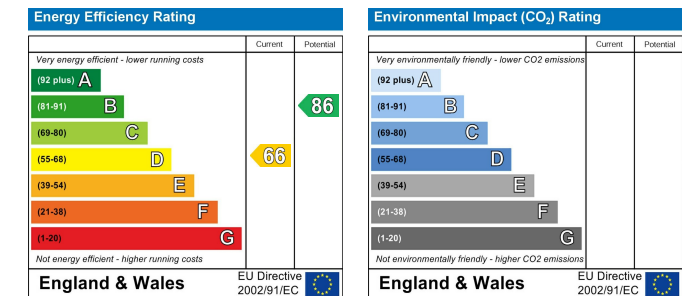 Energy Efficiency Rating
Current Potential
Very energy efficient - lower running costs
(92 plus) A
(81-91) B
86
(69-80) C
(55-68) D
66
(39-54) E
(21-38) F
(1-20) G
Not energy efficient - higher running costs
England & Wales
EU Directive
2002/91/EC
Environmental Impact (CO2) Rating
Current Potential
Very environmentally friendly - lower CO2 emissions
(92 plus) A
(81-91) B
(69-80) C
(55-68) D
(39-54) E
(21-38) F
(1-20) G
Not environmentally friendly - higher CO2 emissions
England & Wales
EU Directive
2002/91/EC